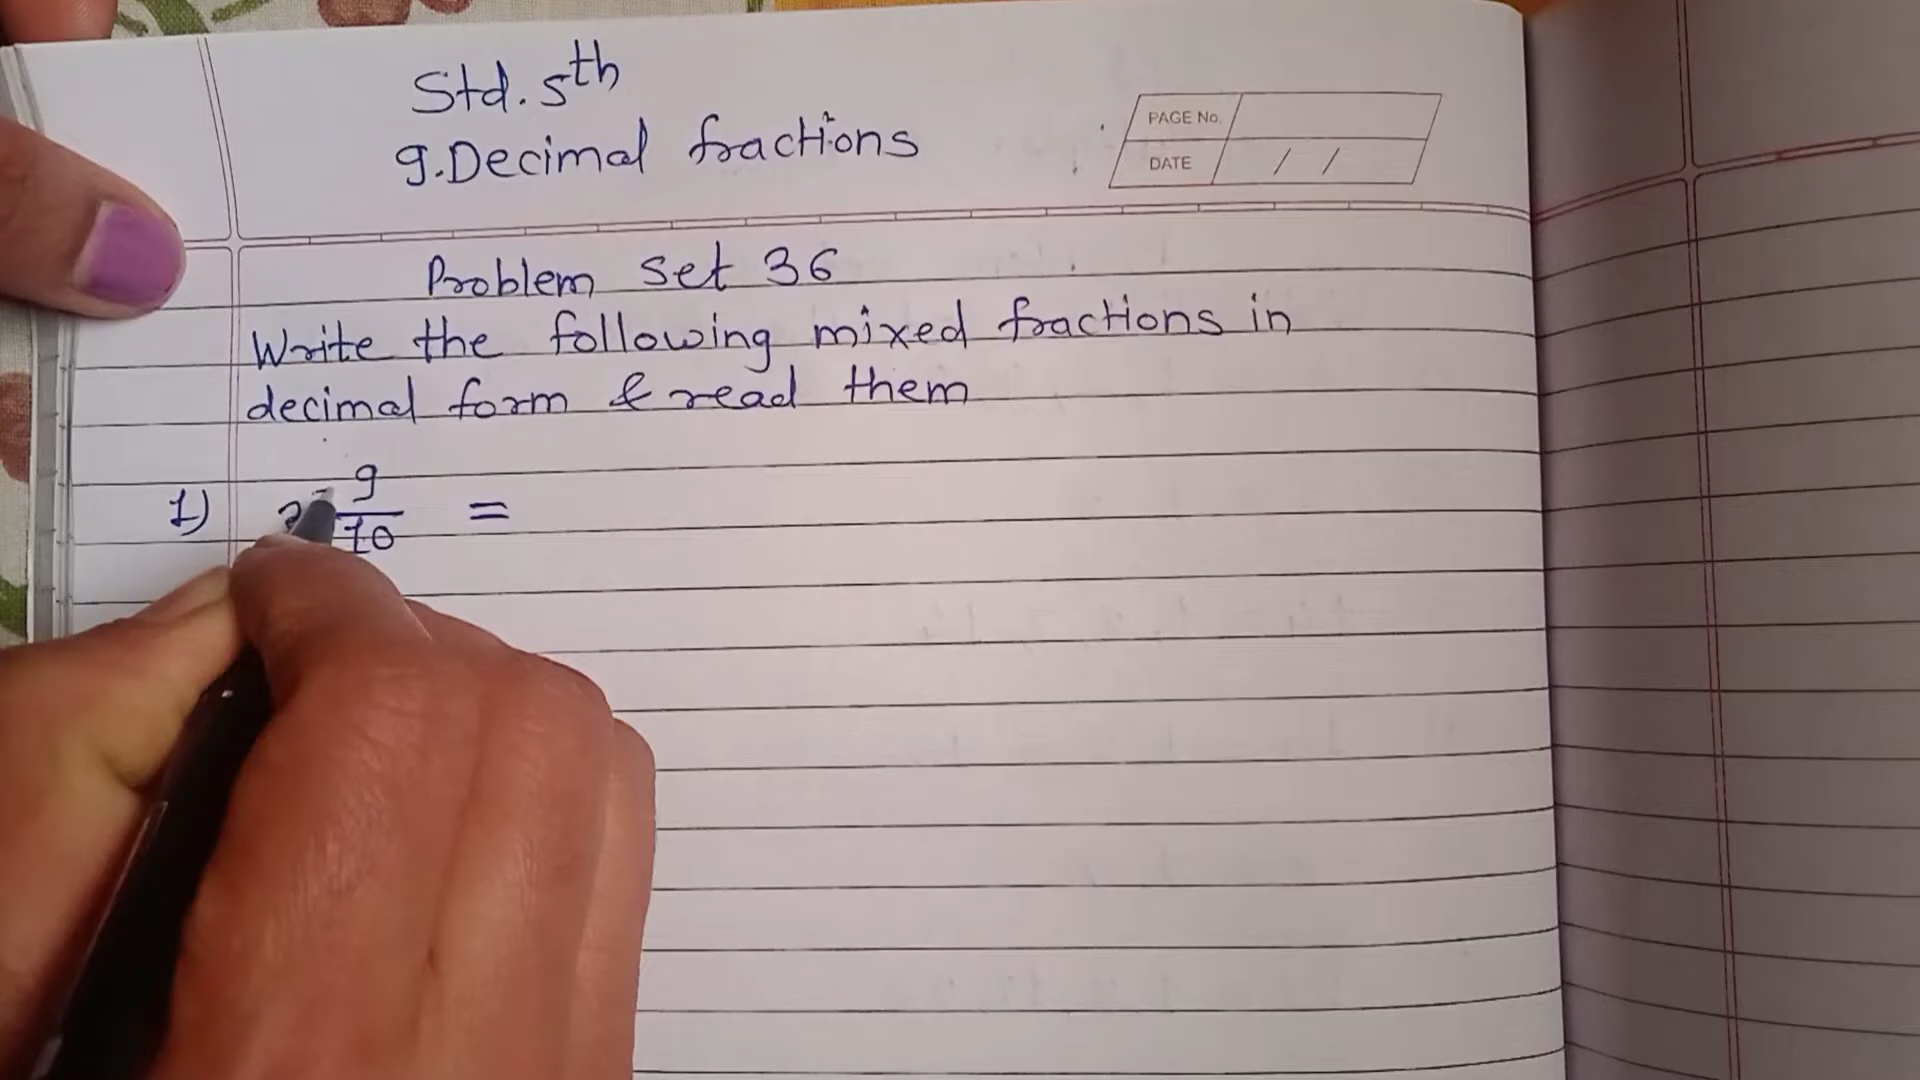 Std. 5th
9. Decimal fractions
PAGE No.
DATE / /
Problem set 36
Write the following mixed fractions in
decimal form & read them
1) 9/10 =